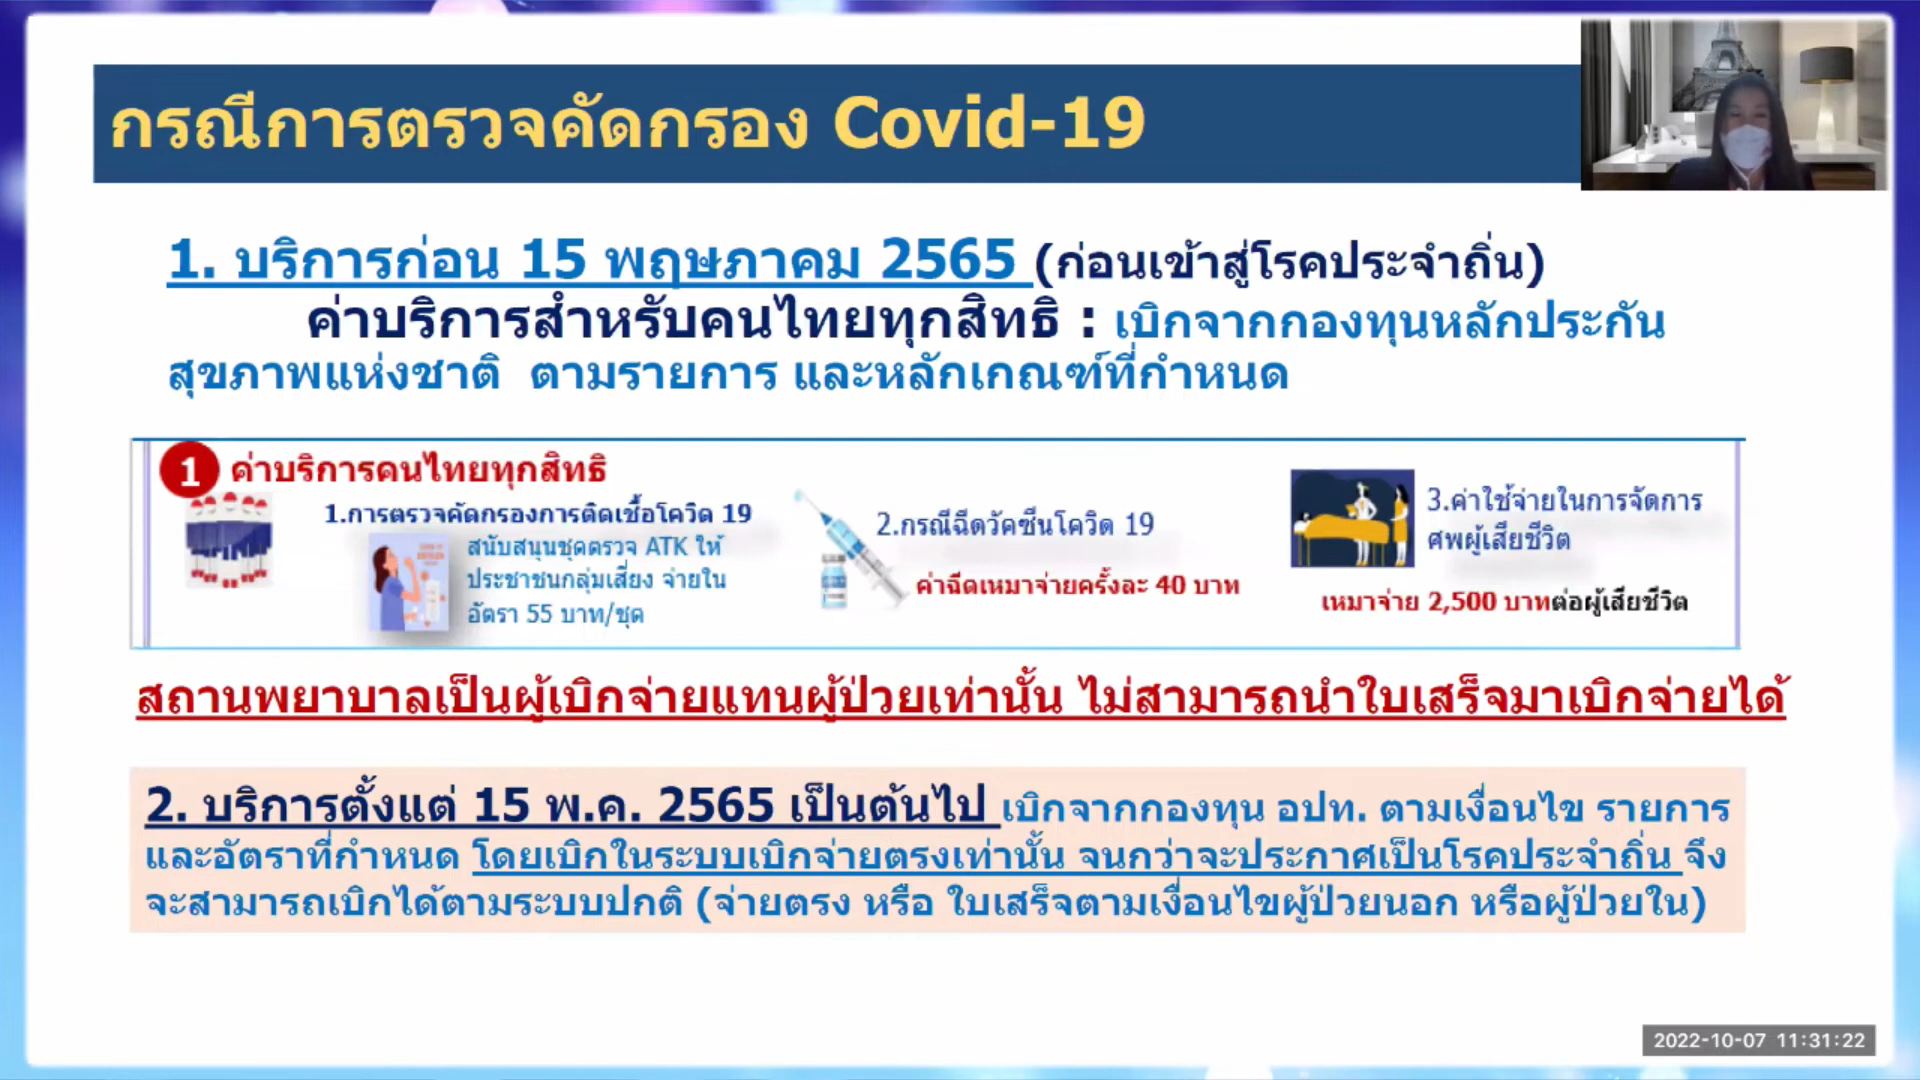 กรณีการตรวจคัดกรอง Covid-19
1. บริการก่อน 15 พฤษภาคม 2565 (ก่อนเข้าสู่โรคประจำถิ่น)
ค่าบริการสำหรับคนไทยทุกสิทธิ : เบิกจากกองทุนหลักประกัน
สุขภาพแห่งชาติ ตามรายการ และหลักเกณฑ์ที่กำหนด
1 ค่าบริการคนไทยทุกสิทธิ
1.การตรวจคัดกรองการติดเชื้อโควิด 19
สนับสนุนชุดตรวจ ATK ให้
ประชาชนกลุ่มเสี่ยง จ่ายใน
อัตรา 55 บาท/ชุด
2.กรณีฉีดวัคซีนโควิด 19
ค่าฉีดเหมาจ่ายครั้งละ 40 บาท
3.ค่าใช้จ่ายในการจัดการ
ศพผู้เสียชีวิต
เหมาจ่าย 2,500 บาทต่อผู้เสียชีวิต
สถานพยาบาลเป็นผู้เบิกจ่ายแทนผู้ป่วยเท่านั้น ไม่สามารถนำใบเสร็จมาเบิกจ่ายได้
2. บริการตั้งแต่ 15 พ.ค. 2565 เป็นต้นไป เบิกจากกองทุน อปท. ตามเงื่อนไข รายการ
และอัตราที่กำหนด โดยเบิกในระบบเบิกจ่ายตรงเท่านั้น จนกว่าจะประกาศเป็นโรคประจำถิ่น จึง
จะสามารถเบิกได้ตามระบบปกติ (จ่ายตรง หรือ ใบเสร็จตามเงื่อนไขผู้ป่วยนอก หรือผู้ป่วยใน)
2022-10-07 11:31:22